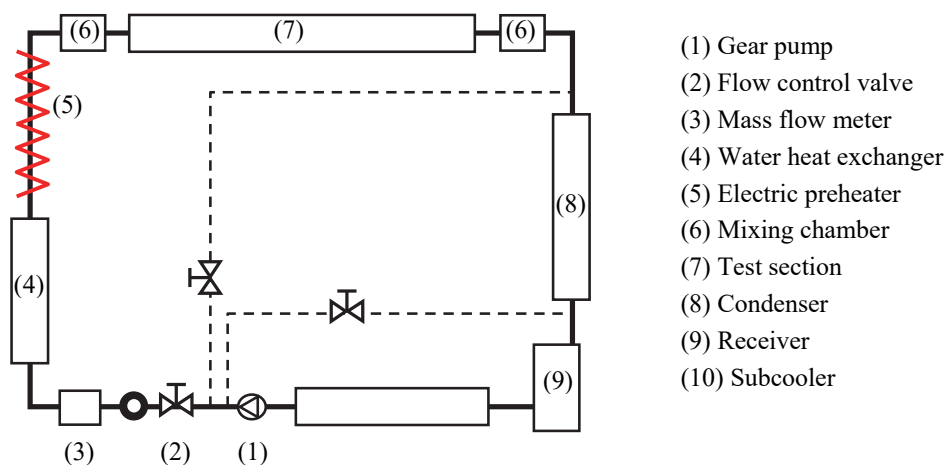 (6)
(7)
(6)
(5)
(8)
(4)
(9)
(3)
(2)
(1)
(1) Gear pump
(2) Flow control valve
(3) Mass flow meter
(4) Water heat exchanger
(5) Electric preheater
(6) Mixing chamber
(7) Test section
(8) Condenser
(9) Receiver
(10) Subcooler